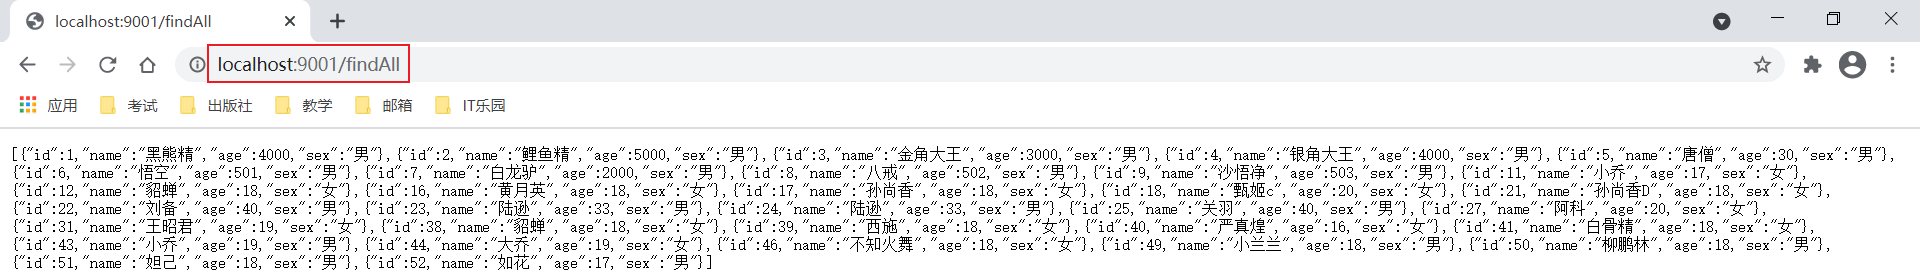 localhost:9001/findAll
localhost:9001/findAll
应用 考试 出版社 教学 邮箱 IT乐园
[{"id":1,"name":"黑熊精","age":4000,"sex":"男"},{"id":2,"name":"鲤鱼精","age":5000,"sex":"男"},{"id":3,"name":"金角大王","age":3000,"sex":"男"},{"id":4,"name":"银角大王","age":4000,"sex":"男"},{"id":5,"name":"唐僧","age":30,"sex":"男"},
{"id":6,"name":"悟空","age":501,"sex":"男"},{"id":7,"name":"白龙驴","age":2000,"sex":"男"},{"id":8,"name":"八戒","age":502,"sex":"男"},{"id":9,"name":"沙悟净","age":503,"sex":"男"},{"id":11,"name":"小乔","age":17,"sex":"女"},
{"id":12,"name":"貂蝉","age":18,"sex":"女"},{"id":16,"name":"黄月英","age":18,"sex":"女"},{"id":17,"name":"孙尚香","age":18,"sex":"女"},{"id":18,"name":"甄姬c","age":20,"sex":"女"},{"id":21,"name":"孙尚香D","age":18,"sex":"女"},
{"id":22,"name":"刘备","age":40,"sex":"男"},{"id":23,"name":"陆逊","age":33,"sex":"男"},{"id":24,"name":"陆逊","age":33,"sex":"男"},{"id":25,"name":"关羽","age":40,"sex":"男"},{"id":27,"name":"阿科","age":20,"sex":"女"},
{"id":31,"name":"王昭君","age":19,"sex":"女"},{"id":38,"name":"貂蝉","age":18,"sex":"女"},{"id":39,"name":"西施","age":18,"sex":"女"},{"id":40,"name":"严真煌","age":16,"sex":"女"},{"id":41,"name":"白骨精","age":18,"sex":"女"},
{"id":43,"name":"小乔","age":19,"sex":"男"},{"id":44,"name":"大乔","age":19,"sex":"女"},{"id":46,"name":"不知火舞","age":18,"sex":"女"},{"id":49,"name":"小兰兰","age":18,"sex":"男"},{"id":50,"name":"柳鹏林","age":18,"sex":"男"},
{"id":51,"name":"妲己","age":18,"sex":"男"},{"id":52,"name":"如花","age":17,"sex":"男"}]